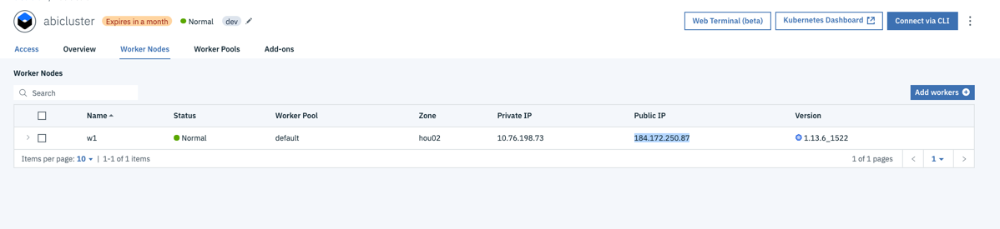 abicluster Expires in a month Normal dev Web Terminal (beta) Kubernetes Dashboard Connect via CLI
Access Overview Worker Nodes Worker Pools Add-ons
Worker Nodes
Search
Add workers
Name Status Worker Pool Zone Private IP Public IP Version
w1 Normal default hou02 10.76.198.73 184.172.250.87 1.13.6_1522
Items per page: 10 | 1-1 of 1 items 1 of 1 pages 1